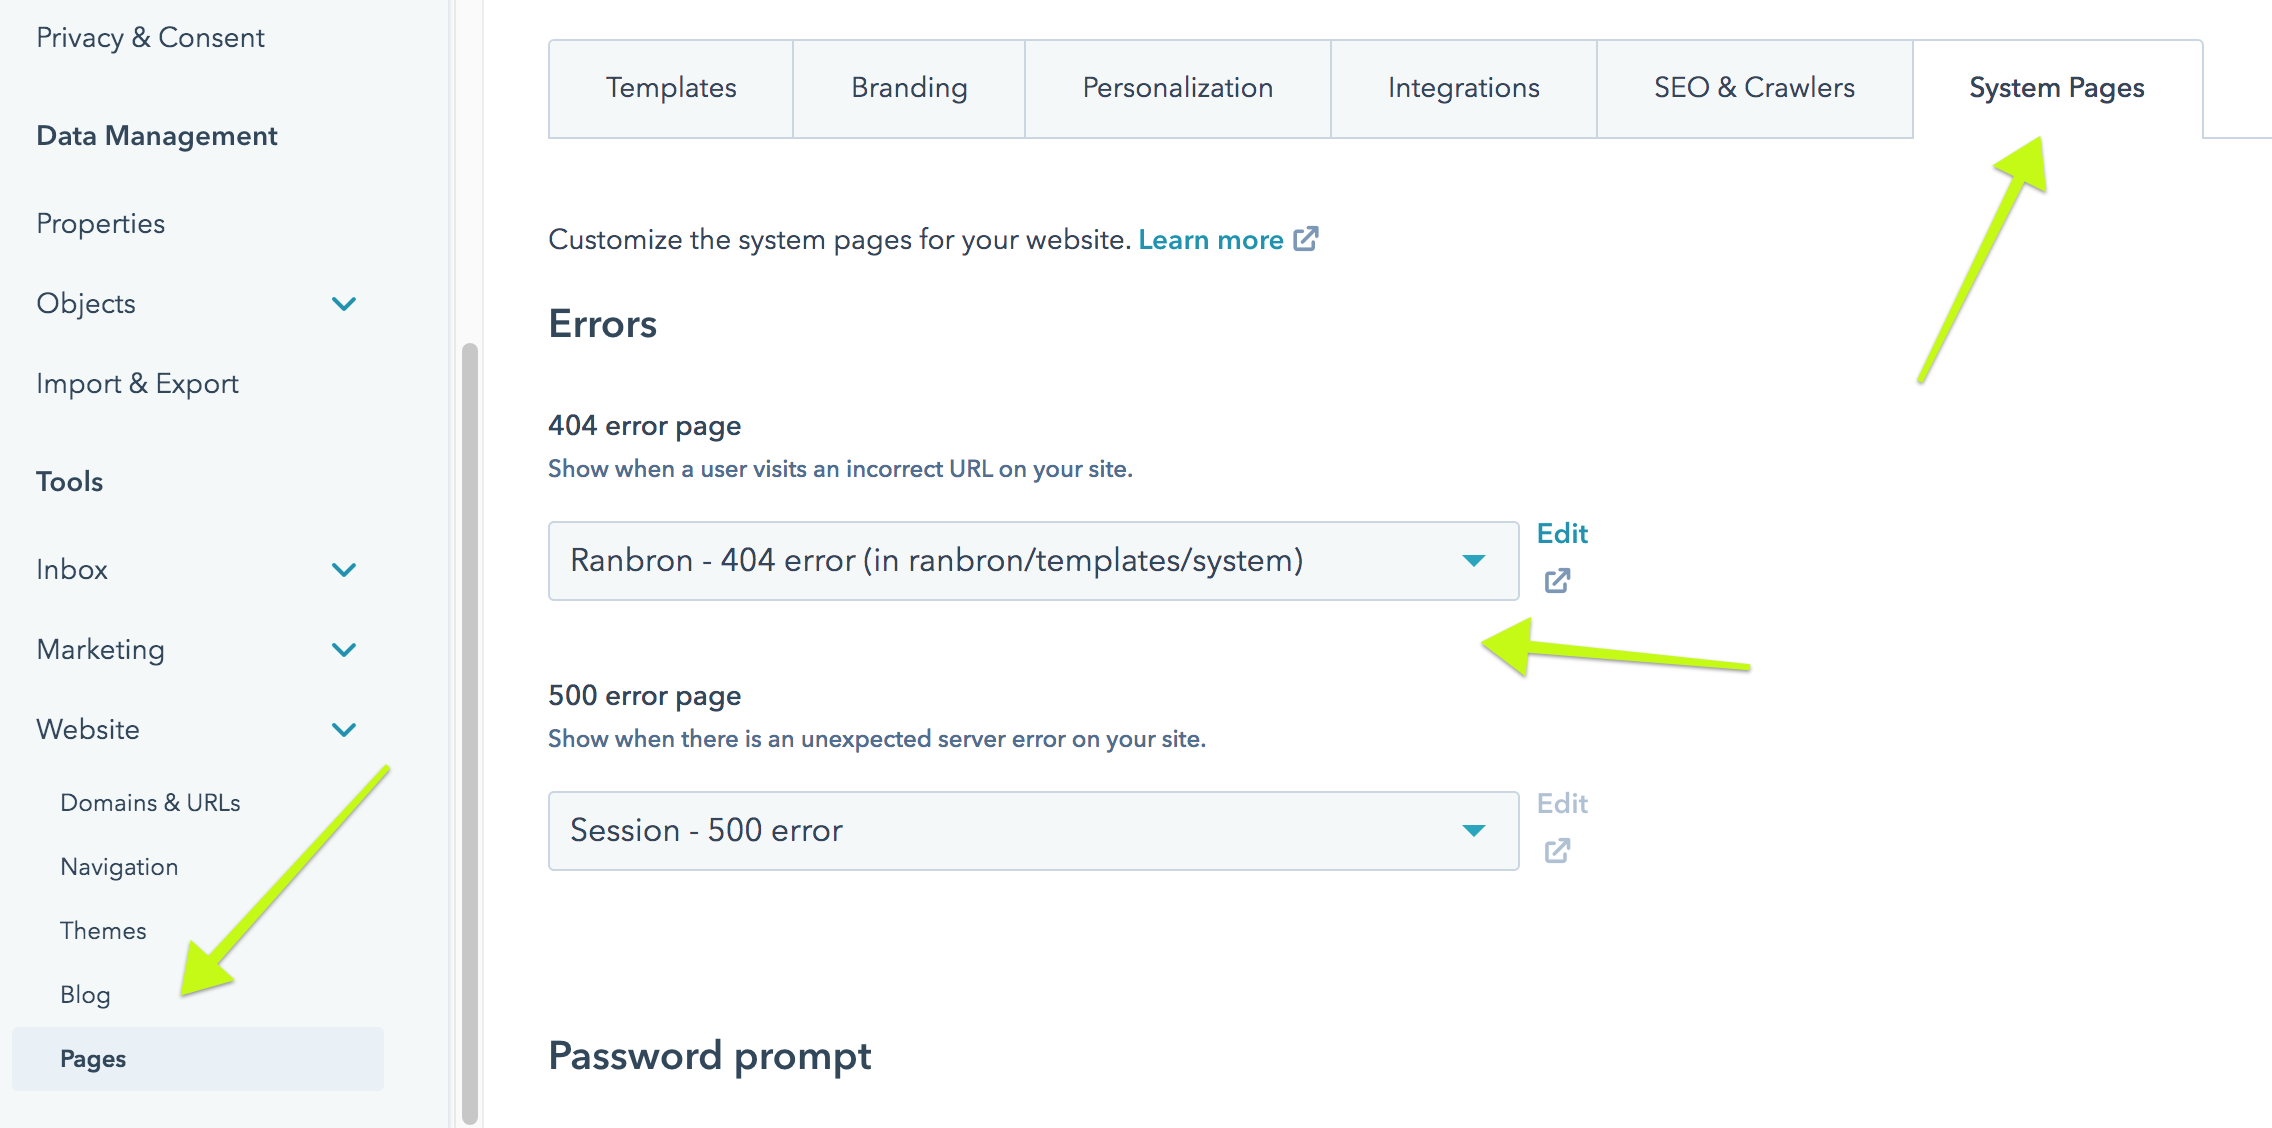 Privacy & Consent
Data Management
Properties
Objects
Import & Export
Tools
Inbox
Marketing
Website
Domains & URLs
Navigation
Themes
Blog
Pages
Templates
Branding
Personalization
Integrations
SEO & Crawlers
System Pages
Customize the system pages for your website. Learn more
Errors
404 error page
Show when a user visits an incorrect URL on your site.
Ranbron - 404 error (in ranbron/templates/system)
Edit
500 error page
Show when there is an unexpected server error on your site.
Session - 500 error
Edit
Password prompt